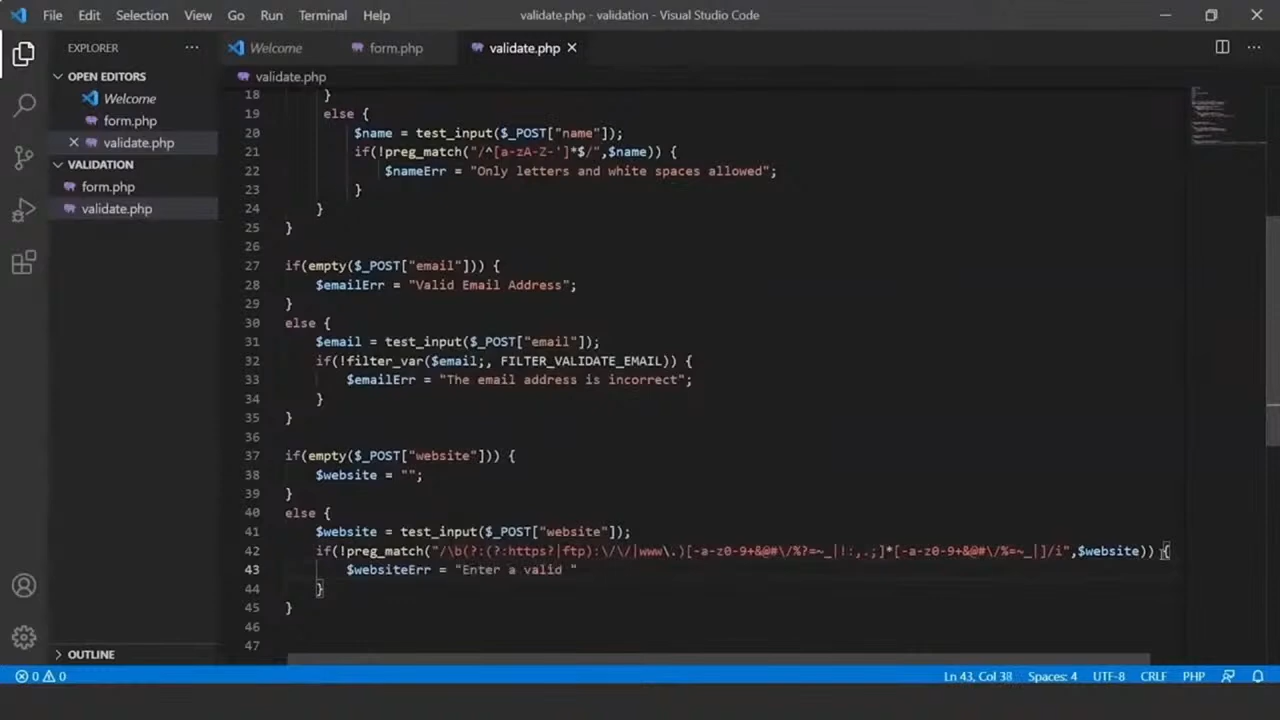 File Edit Selection View Go Run Terminal Help validate.php - validation - Visual Studio Code
EXPLORER ··· Welcome form.php validate.php ×
OPEN EDITORS
Welcome
form.php
× validate.php
VALIDATION
form.php
validate.php
OUTLINE
validate.php
18 }
19 else {
20 $name = test_input($_POST["name"]);
21 if(!preg_match("/^[a-zA-Z-']*$/",$name)) {
22 $nameErr = "Only letters and white spaces allowed";
23 }
24 }
25 }
26
27 if(empty($_POST["email"])) {
28 $emailErr = "Valid Email Address";
29 }
30 else {
31 $email = test_input($_POST["email"]);
32 if(!filter_var($email;, FILTER_VALIDATE_EMAIL)) {
33 $emailErr = "The email address is incorrect";
34 }
35 }
36
37 if(empty($_POST["website"])) {
38 $website = "";
39 }
40 else {
41 $website = test_input($_POST["website"]);
42 if(!preg_match("/\b(?:(?:https?|ftp):\/\/|www\.)[-a-z0-9+&@#\/%?=~_|!:,.;]*[-a-z0-9+&@#\/%=~_|]/i",$website)) {
43 $websiteErr = "Enter a valid "
44 }
45 }
46
47
0 0 Ln 43, Col 38 Spaces: 4 UTF-8 CRLF PHP